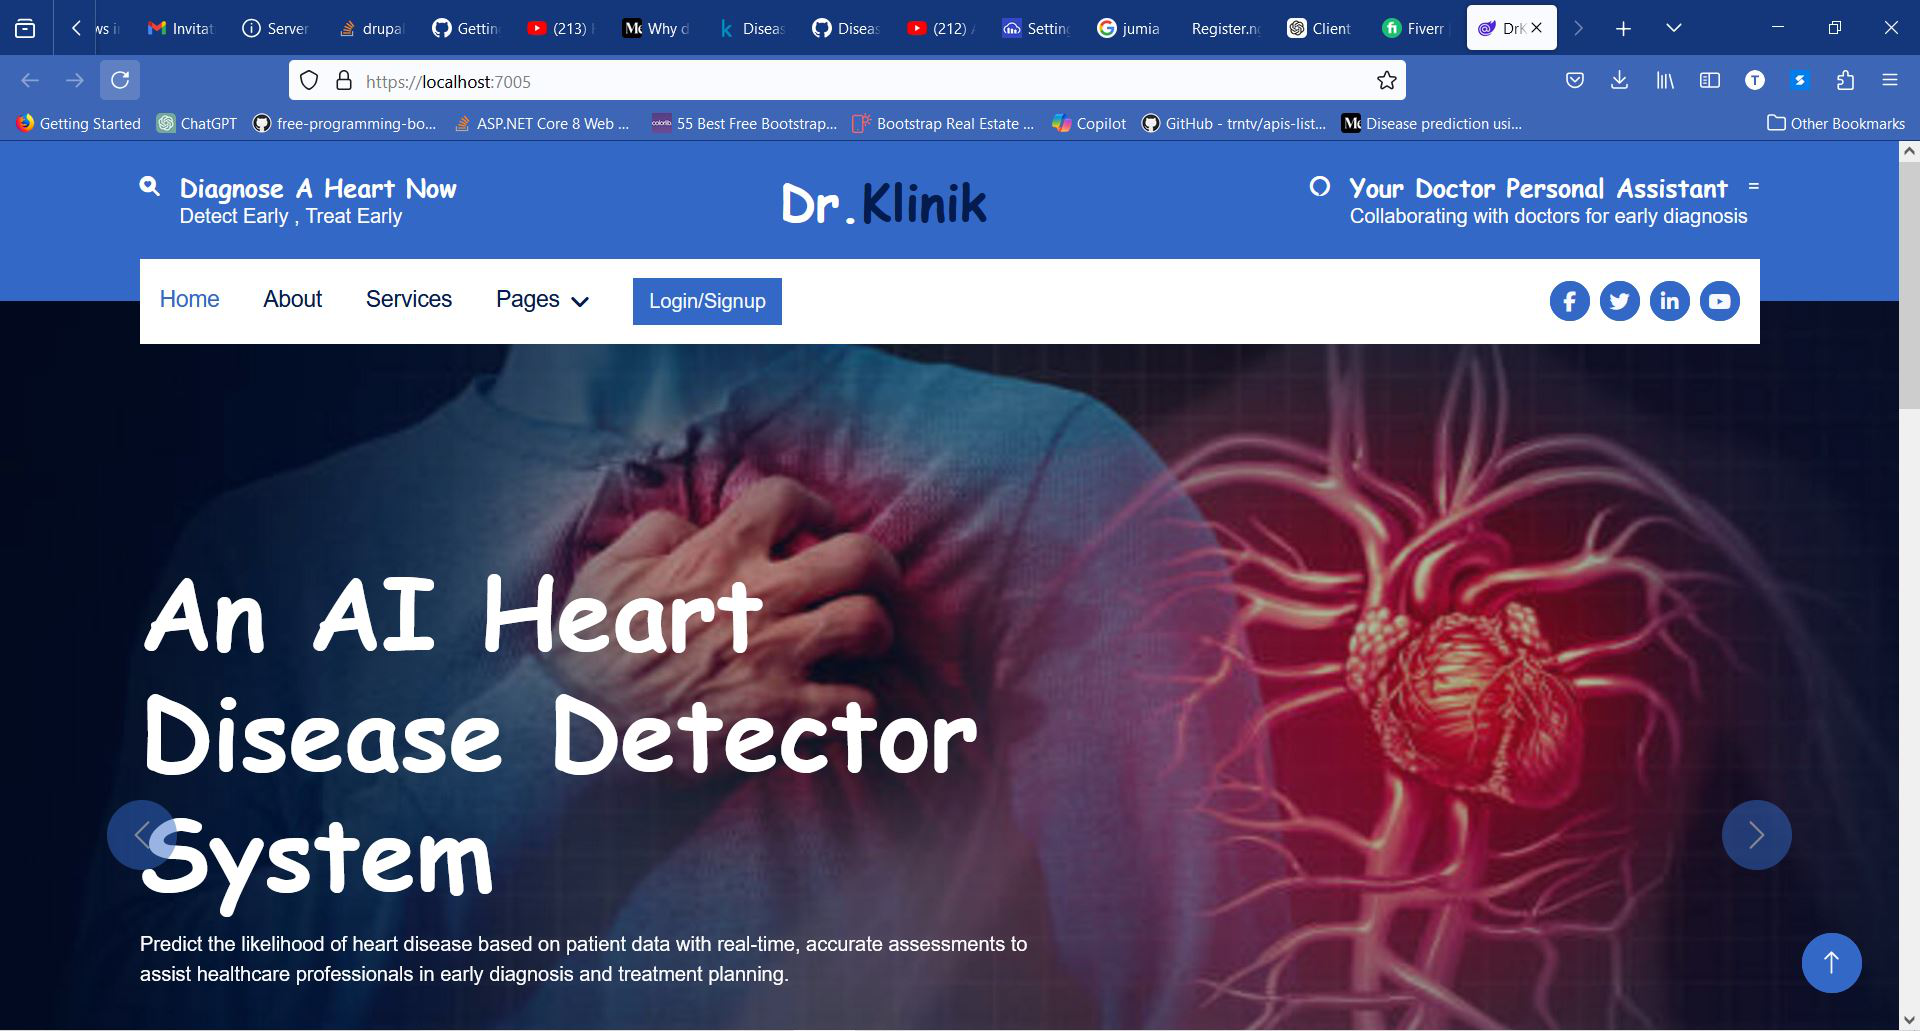 Invitat
Server
drupal
Gettin
(213)
Why d
Diseas
Diseas
(212)
Setting
jumia
Register.n
Client
Fiverr
DrK
https://localhost:7005
Getting Started
ChatGPT
free-programming-bo...
ASP.NET Core 8 Web ...
55 Best Free Bootstrap...
Bootstrap Real Estate ...
Copilot
GitHub - trntv/apis-list...
Disease prediction usi...
Other Bookmarks
Diagnose A Heart Now
Detect Early , Treat Early
Dr.Klinik
Your Doctor Personal Assistant =
Collaborating with doctors for early diagnosis
Home
About
Services
Pages
Login/Signup
An AI Heart
Disease Detector
System
Predict the likelihood of heart disease based on patient data with real-time, accurate assessments to
assist healthcare professionals in early diagnosis and treatment planning.